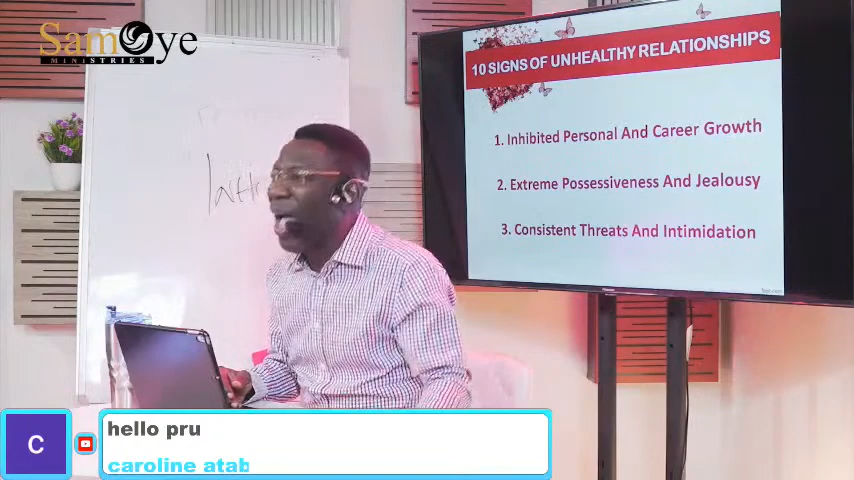 SamOye
MINISTRIES
10 SIGNS OF UNHEALTHY RELATIONSHIPS
1. Inhibited Personal And Career Growth
2. Extreme Possessiveness And Jealousy
3. Consistent Threats And Intimidation
C
hello pru
caroline atab